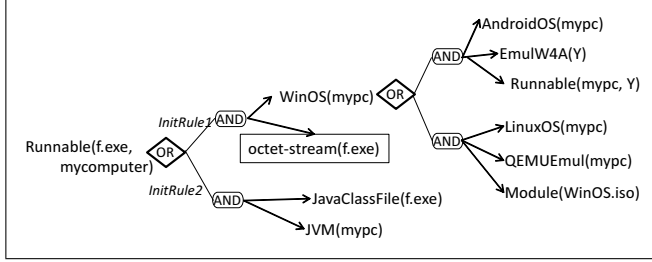 AndroidOS(mypc)
AND
EmulW4A(Y)
Runnable(mypc, Y)
WinOS(mypc)
OR
InitRule1
AND
LinuxOS(mypc)
AND
QEMUEmul(mypc)
Module(WinOS.iso)
octet-stream(f.exe)
Runnable(f.exe,
mycomputer)
OR
InitRule2
AND
JavaClassFile(f.exe)
JVM(mypc)